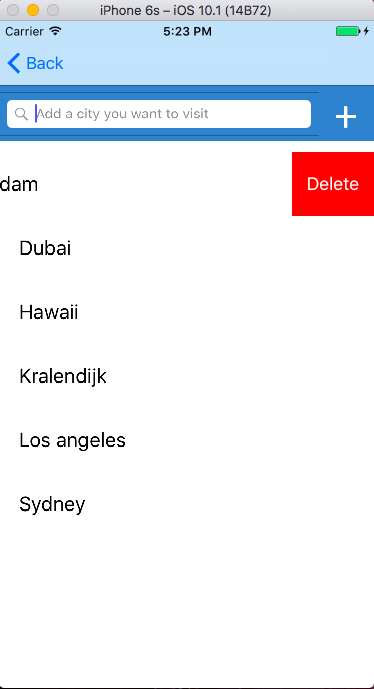 iPhone 6s – iOS 10.1 (14B72)
Carrier 5:23 PM
Back
Add a city you want to visit
dam Delete
Dubai
Hawaii
Kralendijk
Los angeles
Sydney